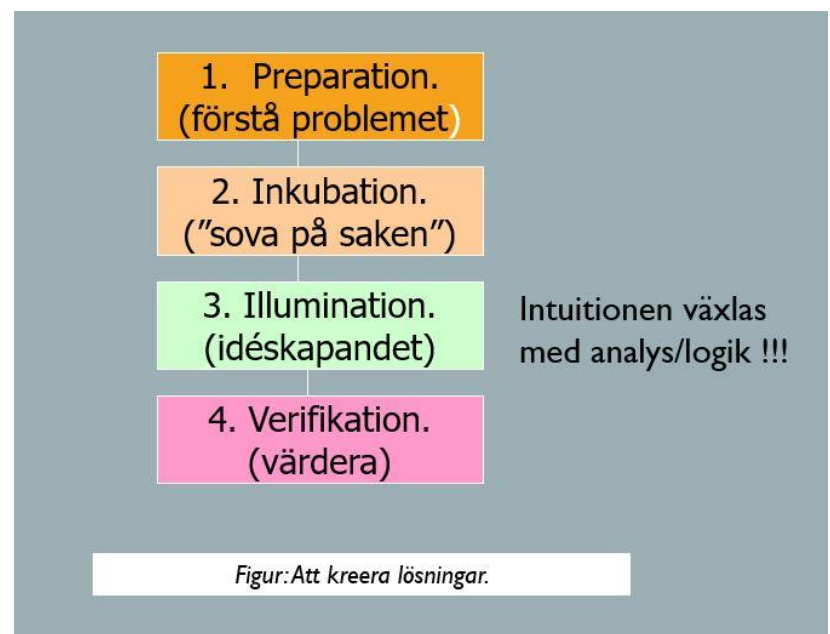 1. Preparation.
(förstå problemet)
2. Inkubation.
("sova på saken”)
3. Illumination.
(idéskapandet)
Intuitionen växlas
med analys/logik !!!
4. Verifikation.
(värdera)
Figur: Att kreera lösningar.